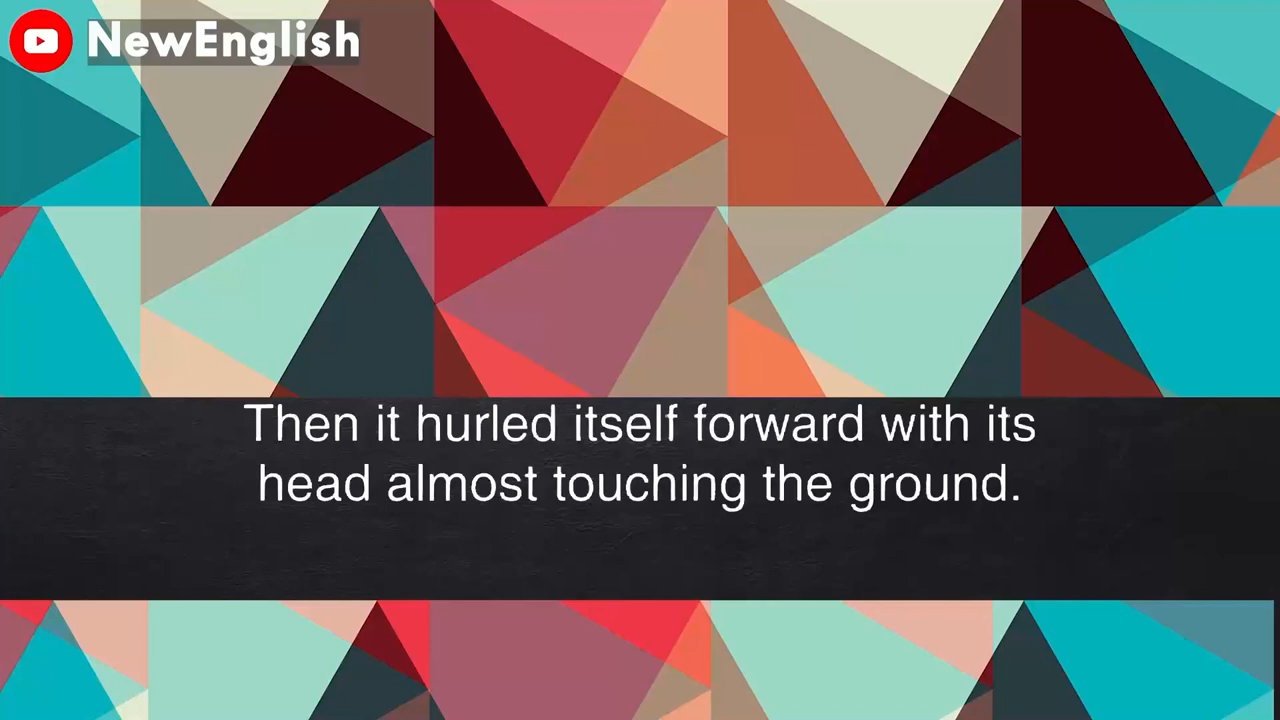 NewEnglish
Then it hurled itself forward with its
head almost touching the ground.